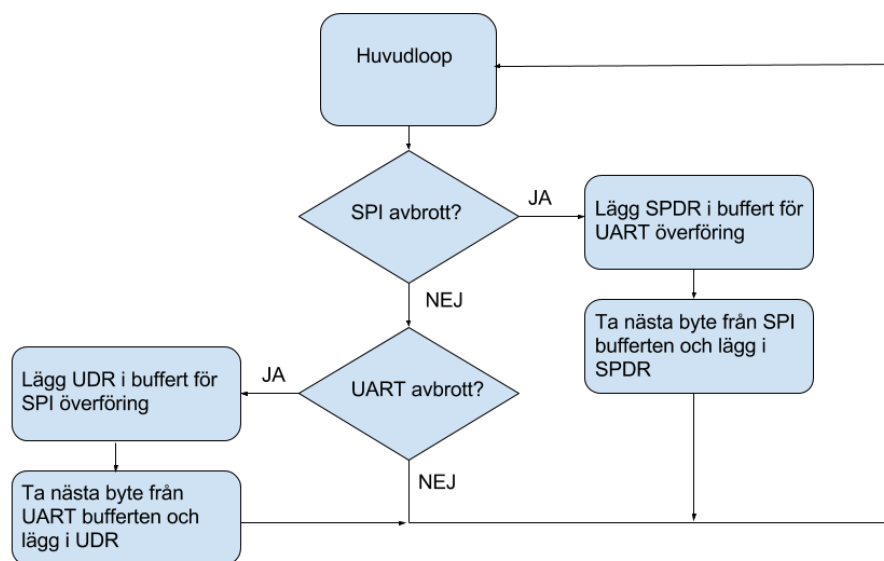 Huvudloop
SPI avbrott?
JA
Lägg SPDR i buffert för
UART överföring
NEJ
Ta nästa byte från SPI
bufferten och lägg i
SPDR
UART avbrott?
JA
Lägg UDR i buffert för
SPI överföring
NEJ
Ta nästa byte från
UART bufferten och
lägg i UDR